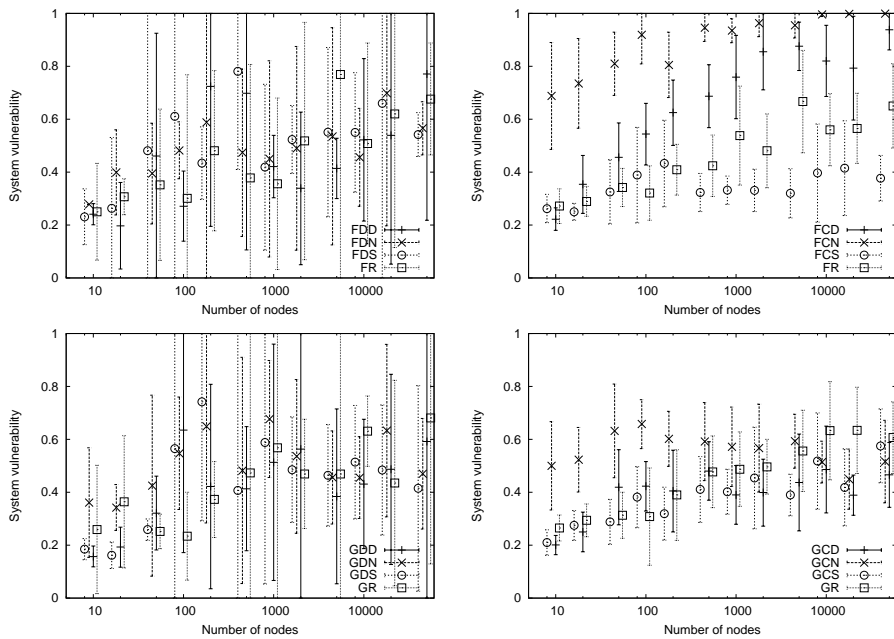 System vulnerability
1
0.8
0.6
0.4
0.2
0
FDD
FDN
FDS
FR
10
100
1000
10000
Number of nodes
System vulnerability
1
0.8
0.6
0.4
0.2
0
FCD
FCN
FCS
FR
10
100
1000
10000
Number of nodes
System vulnerability
1
0.8
0.6
0.4
0.2
0
GDD
GDN
GDS
GR
10
100
1000
10000
Number of nodes
System vulnerability
1
0.8
0.6
0.4
0.2
0
GCD
GCN
GCS
GR
10
100
1000
10000
Number of nodes